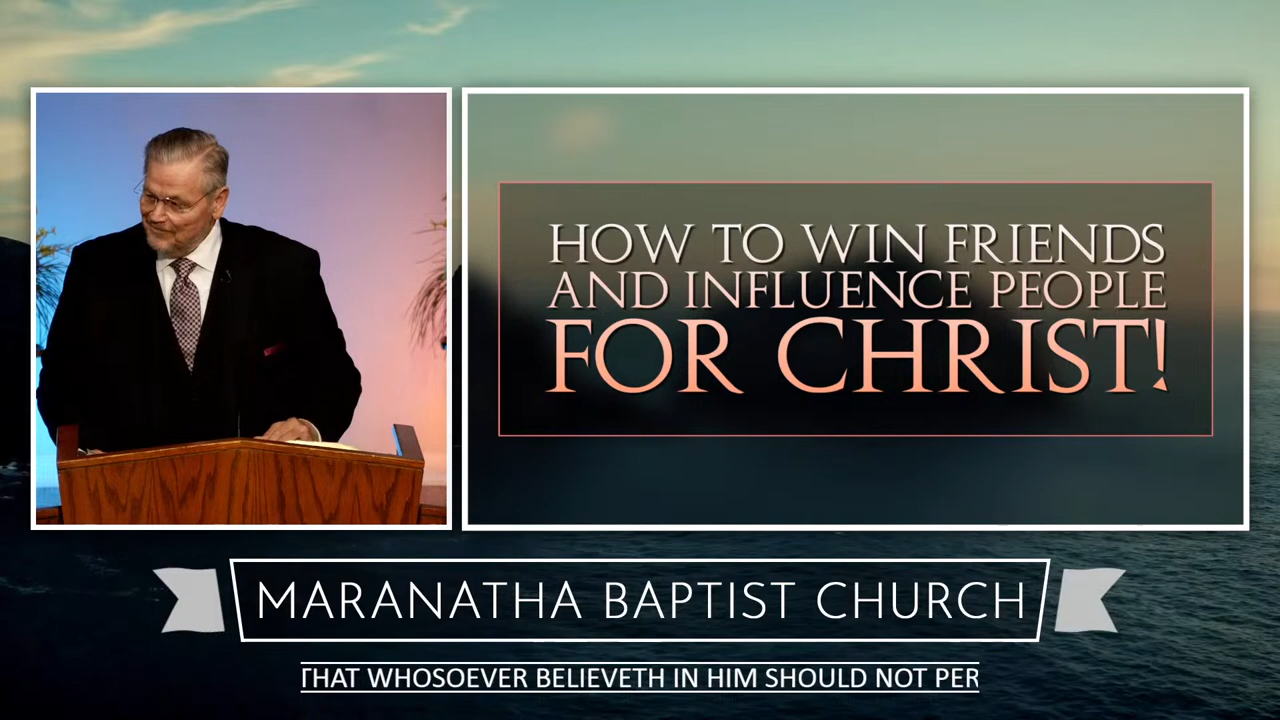 HOW TO WIN FRIENDS
AND INFLUENCE PEOPLE
FOR CHRIST!
MARANATHA BAPTIST CHURCH
THAT WHOSOEVER BELIEVETH IN HIM SHOULD NOT PER